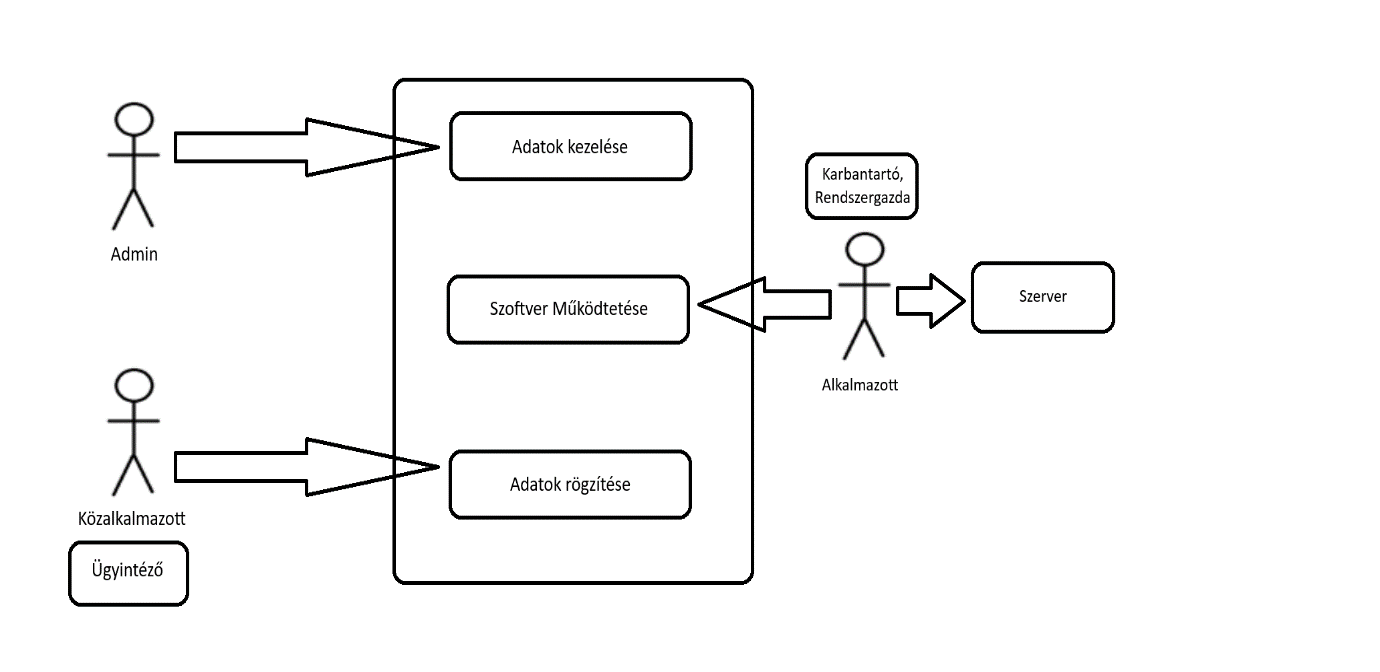 Admin
Adatok kezelése
Karbantartó,
Rendszergazda
Szoftver Működtetése
Alkalmazott
Szerver
Közalkalmazott
Ügyintéző
Adatok rögzítése